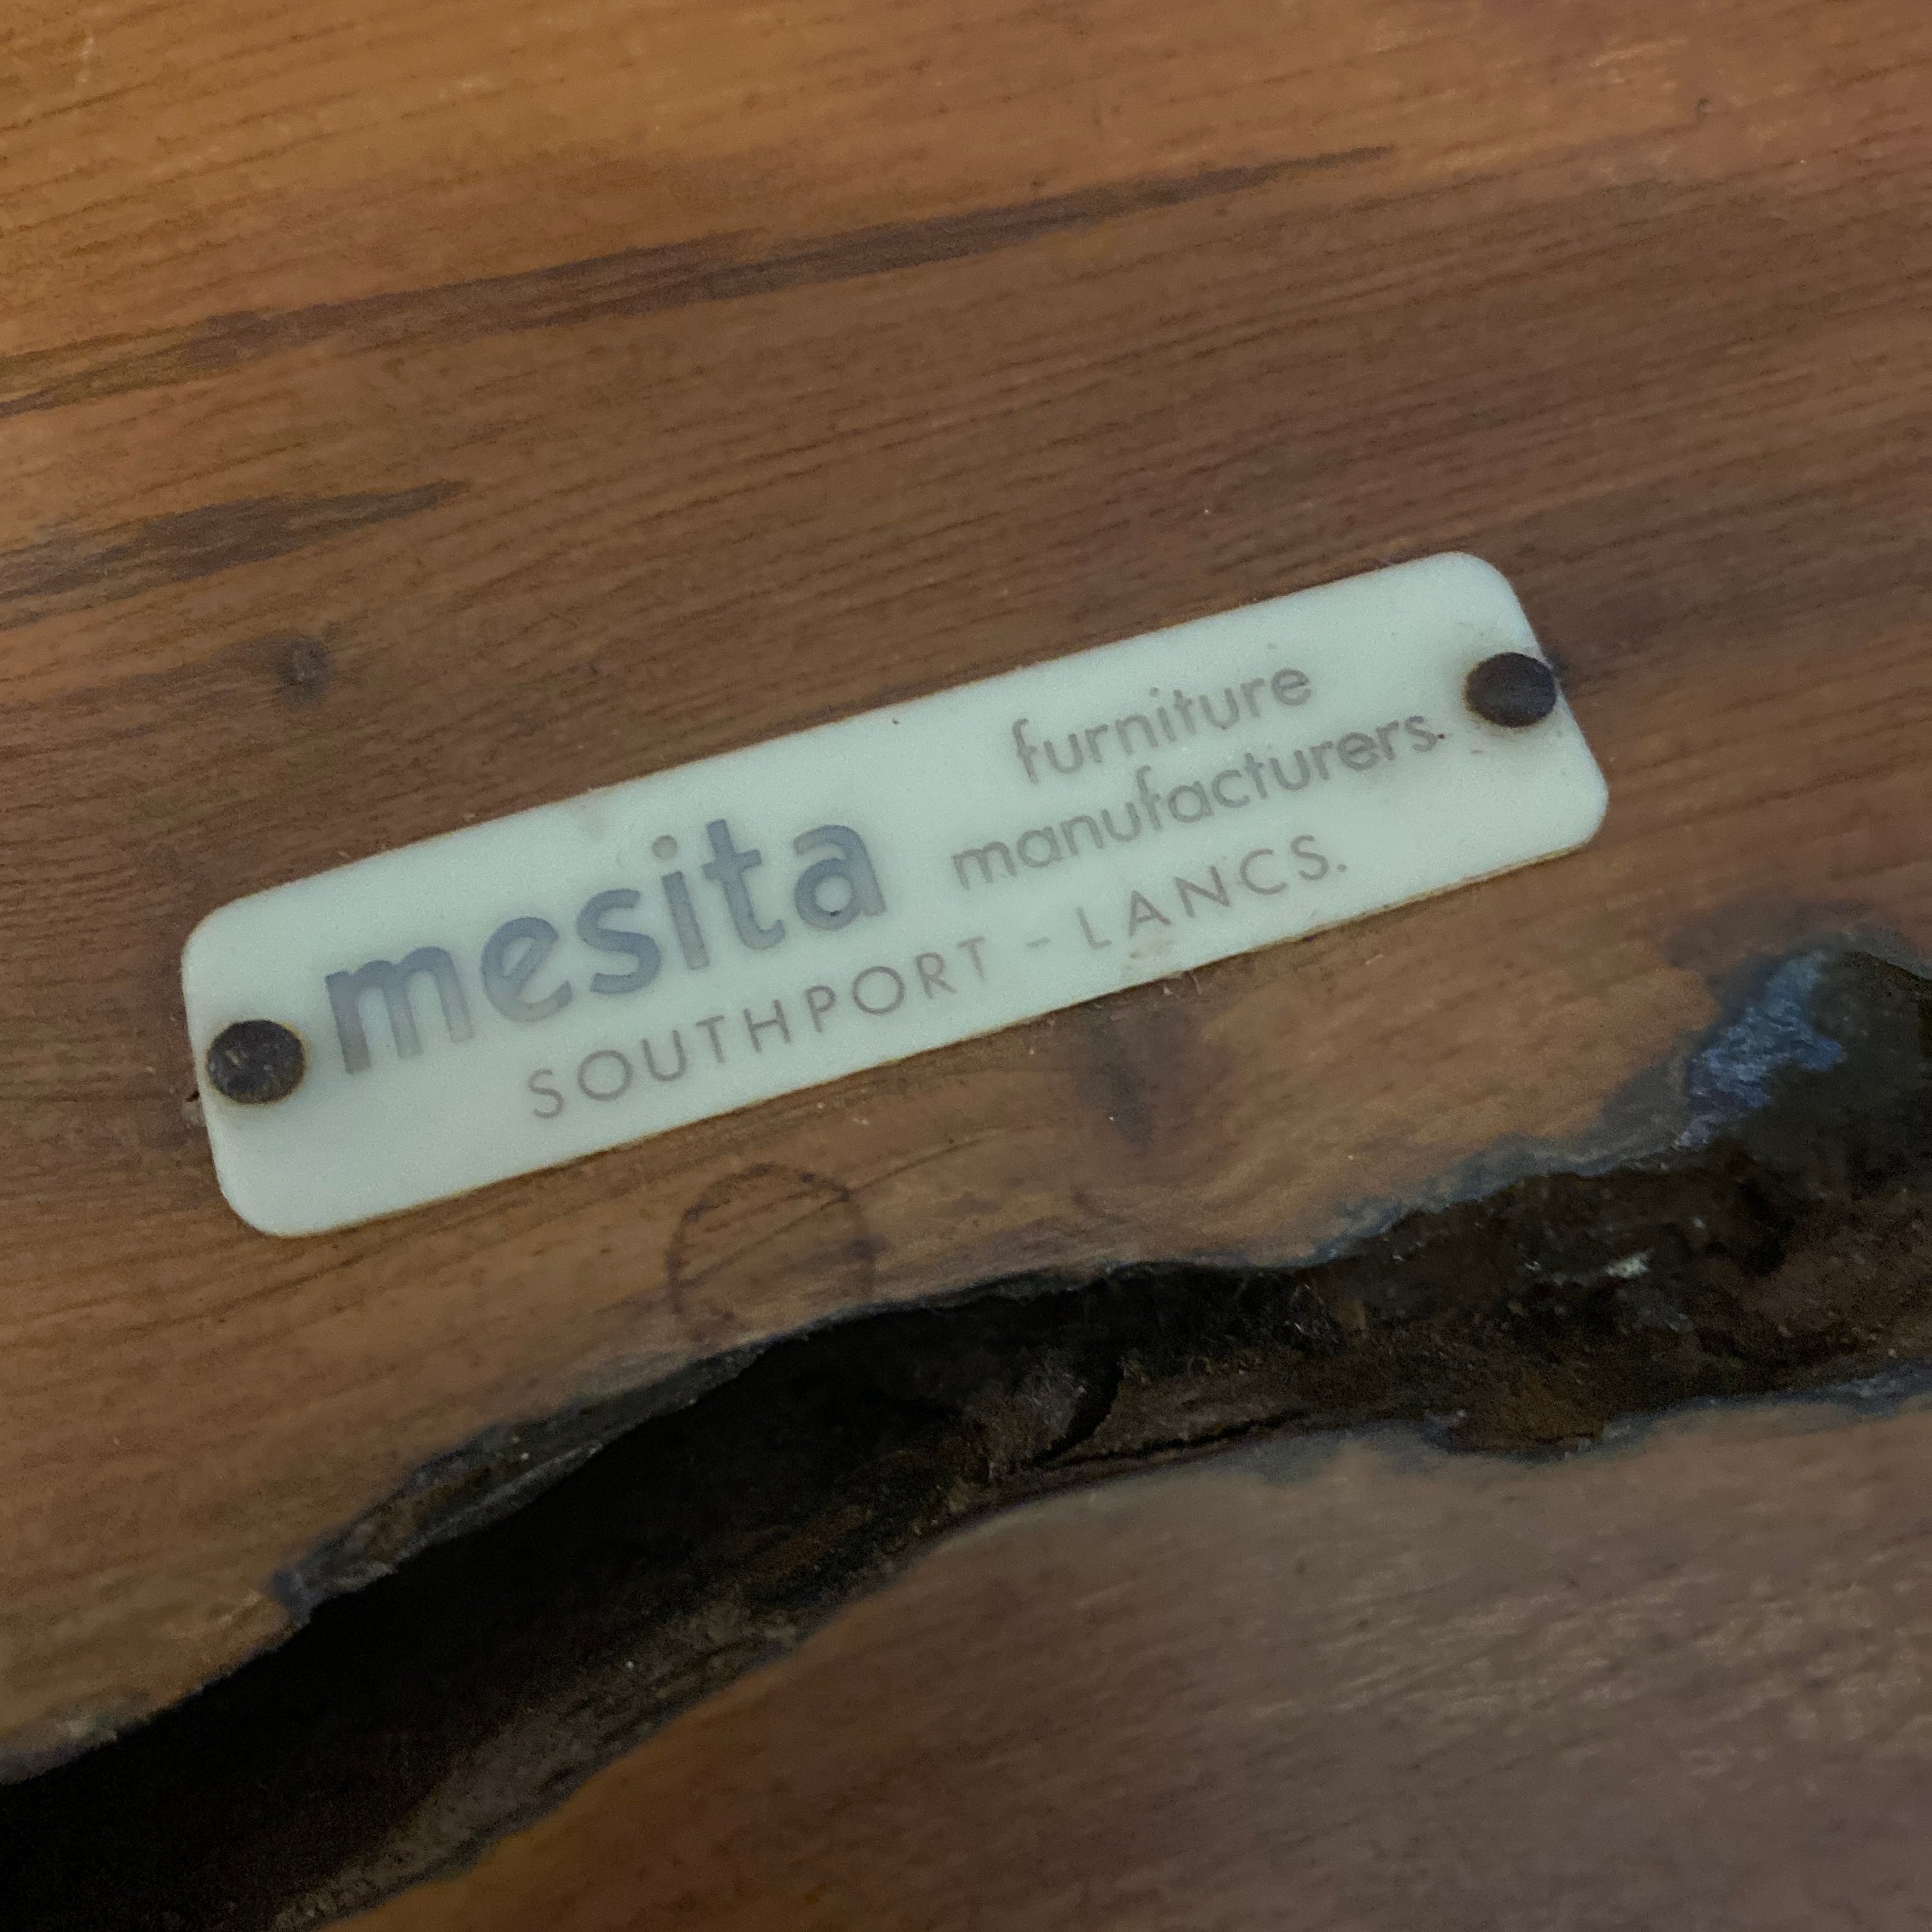 mesita furniture
manufacturers.
SOUTHPORT - LANCS.